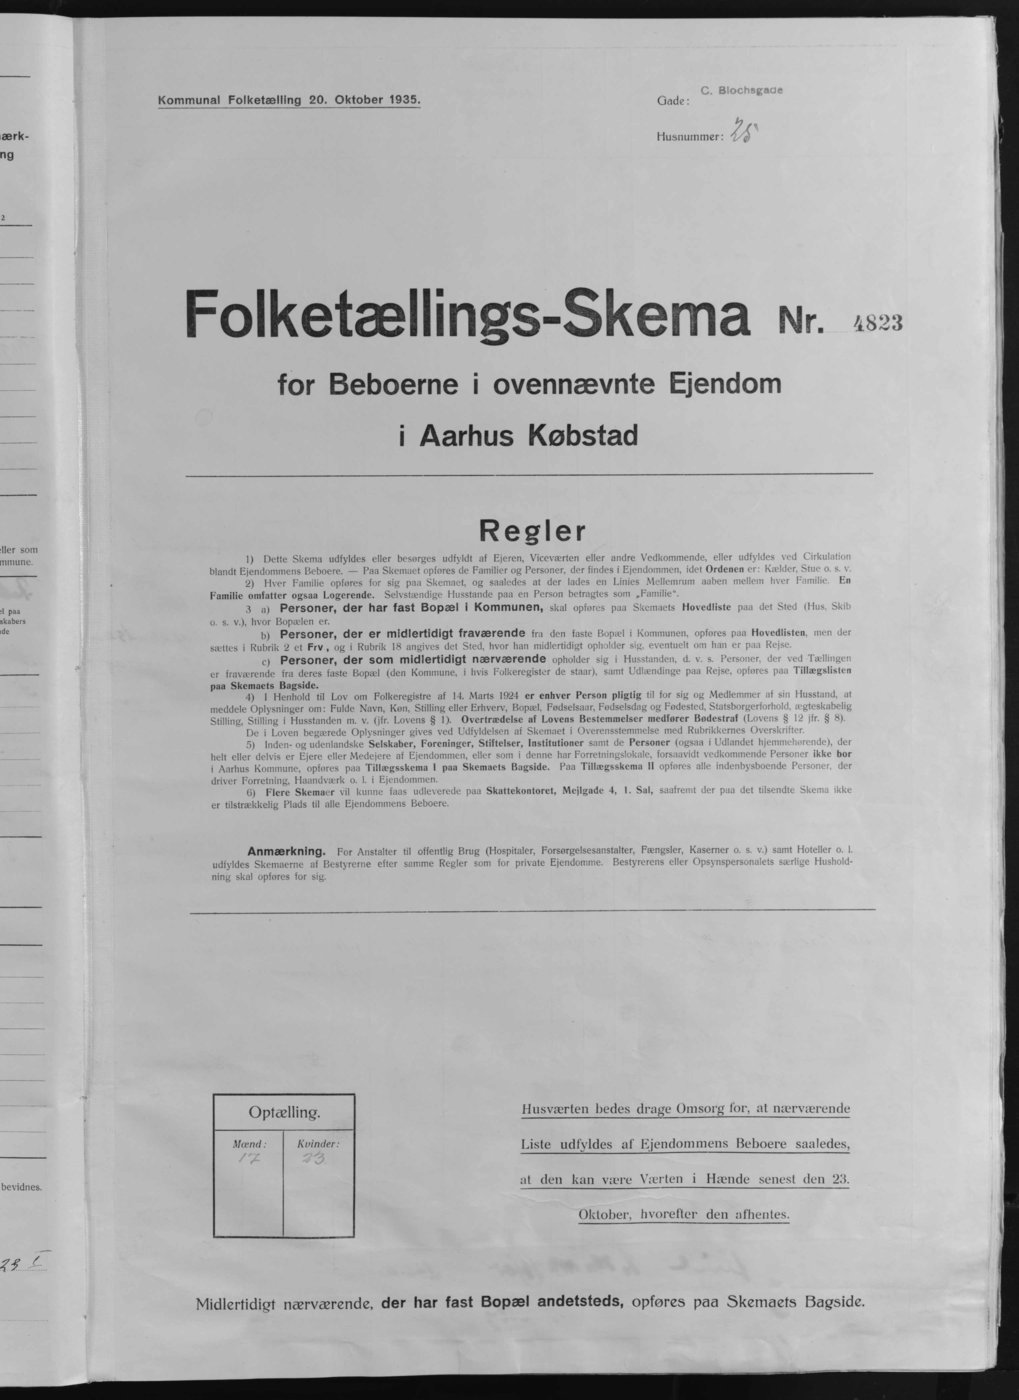 Kommunal Folketælling 20. Oktober 1935.
C. Blochsgade
Gade:
Husnummer: 25
Folketællings-Skema Nr. 4823
for Beboerne i ovennævnte Ejendom
i Aarhus Købstad
Regler
1) Dette Skema udfyldes eller besørges udfyldt af Ejeren, Viceværten eller andre Vedkommende, eller udfyldes ved Cirkulation
blandt Ejendommens Beboere. — Paa Skemaet opføres de Familier og Personer, der findes i Ejendommen, idet Ordenen er: Kælder, Stue o. s. v.
2) Hver Familie opføres for sig paa Skemaet, og saaledes at der lades en Linies Mellemrum aaben mellem hver Familie. En
Familie omfatter ogsaa Logerende. Selvstændige Husstande paa en Person betragtes som „Familie“.
3 a) Personer, der har fast Bopæl i Kommunen, skal opføres paa Skemaets Hovedliste paa det Sted (Hus, Skib
o. s. v.), hvor Bopælen er.
b) Personer, der er midlertidigt fraværende fra den faste Bopæl i Kommunen, opføres paa Hovedlisten, men der
sættes i Rubrik 2 et Frv, og i Rubrik 18 angives det Sted, hvor han midlertidigt opholder sig, eventuelt om han er paa Rejse.
c) Personer, der som midlertidigt nærværende opholder sig i Husstanden, d. v. s. Personer, der ved Tællingen
er fraværende fra deres faste Bopæl (den Kommune, i hvis Folkeregister de staar), samt Udlændinge paa Rejse, opføres paa Tillægslisten
paa Skemaets Bagside.
4) I Henhold til Lov om Folkeregistre af 14. Marts 1924 er enhver Person pligtig til for sig og Medlemmer af sin Husstand, at
meddele Oplysninger om: Fulde Navn, Køn, Stilling eller Erhverv, Bopæl, Fødselsaar, Fødselsdag og Fødested, Statsborgerforhold, ægteskabelig
Stilling, Stilling i Husstanden m. v. (jfr. Lovens § 1). Overtrædelse af Lovens Bestemmelser medfører Bødestraf (Lovens § 12 jfr. § 8).
De i Loven begærede Oplysninger gives ved Udfyldelsen af Skemaet i Overensstemmelse med Rubrikkernes Overskrifter.
5) Inden- og udenlandske Selskaber, Foreninger, Stiftelser, Institutioner samt de Personer (ogsaa i Udlandet hjemmehørende), der
helt eller delvis er Ejere eller Medejere af Ejendommen, eller som i denne har Forretningslokale, forsaavidt vedkommende Personer ikke bor
i Aarhus Kommune, opføres paa Tillægsskema I paa Skemaets Bagside. Paa Tillægsskema II opføres alle indenbysboende Personer, der
driver Forretning, Haandværk o. l. i Ejendommen.
6) Flere Skemaer vil kunne faas udleverede paa Skattekontoret, Mejlgade 4, 1. Sal, saafremt der paa det tilsendte Skema ikke
er tilstrækkelig Plads til alle Ejendommens Beboere.
Anmærkning. For Anstalter til offentlig Brug (Hospitaler, Forsørgelsesanstalter, Fængsler, Kaserner o. s. v.) samt Hoteller o. l.
udfyldes Skemaerne af Bestyrerne efter samme Regler som for private Ejendomme. Bestyrerens eller Opsynspersonalets særlige Hushold-
ning skal opføres for sig.
Optælling.
Mænd: Kvinder:
17 23
Husværten bedes drage Omsorg for, at nærværende
Liste udfyldes af Ejendommens Beboere saaledes,
at den kan være Værten i Hænde senest den 23.
Oktober, hvorefter den afhentes.
Midlertidigt nærværende, der har fast Bopæl andetsteds, opføres paa Skemaets Bagside.
ærk-
ng
2
eller som
mmune.
el paa
skabers
de
bevidnes.
23 I